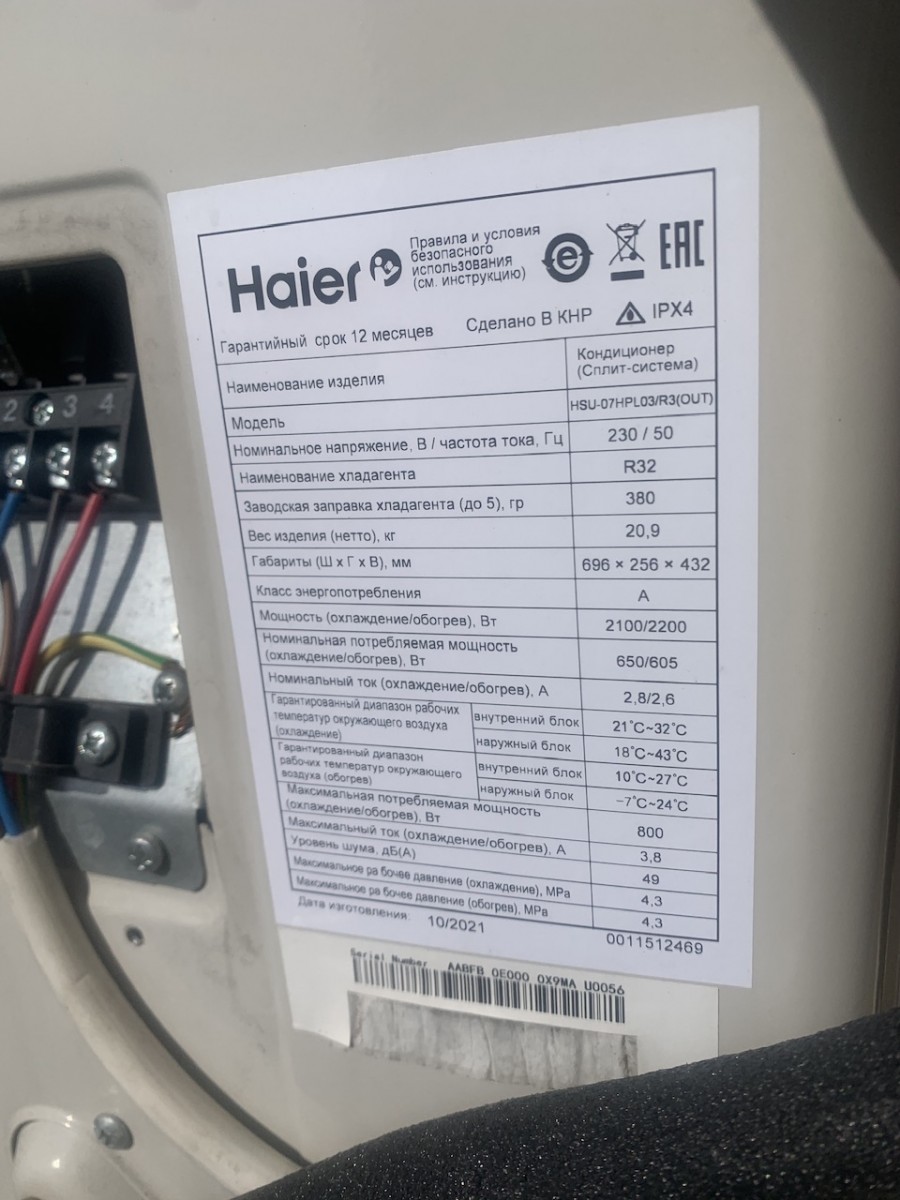 Haier
Правила и условия
безопасного
использования
(см. инструкцию)
e
EAC
Гарантийный срок 12 месяцев
Сделано В КНР
IPX4
Наименование изделия
Кондиционер
(Сплит-система)
Модель
HSU-07HPL03/R3(OUT)
Номинальное напряжение, В / частота тока, Гц
230 / 50
Наименование хладагента
R32
Заводская заправка хладагента (до 5), гр
380
Вес изделия (нетто), кг
20,9
Габариты (Ш x Г x В), мм
696 × 256 × 432
Класс энергопотребления
A
Мощность (охлаждение/обогрев), Вт
2100/2200
Номинальная потребляемая мощность
(охлаждение/обогрев), Вт
650/605
Номинальный ток (охлаждение/обогрев), А
2,8/2,6
Гарантированный диапазон рабочих
температур окружающего воздуха
(охлаждение)
внутренний блок
21˚C~32˚C
наружный блок
18˚C~43˚C
Гарантированный диапазон
рабочих температур окружающего
воздуха (обогрев)
внутренний блок
10˚C~27˚C
наружный блок
−7˚C~24˚C
Максимальная потребляемая мощность
(охлаждение/обогрев), Вт
800
Максимальный ток (охлаждение/обогрев), А
3,8
Уровень шума, дБ(А)
49
Максимальное ра бочее давление (охлаждение), MPa
4,3
Максимальное ра бочее давление (обогрев), MPa
4,3
Дата изготовления:
10/2021
0011512469
Serial Number AABFB 0E000 0X9MA U0056
2 3 4